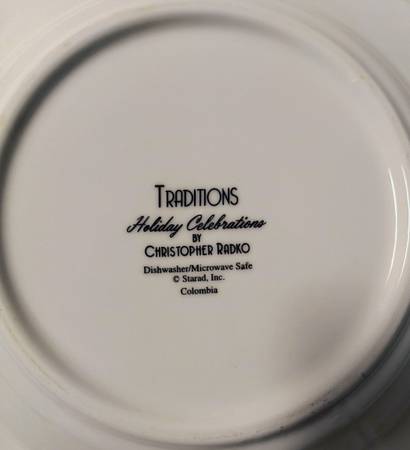 TRADITIONS
Holiday Celebrations
BY
CHRISTOPHER RADKO
Dishwasher/Microwave Safe
© Starad, Inc.
Colombia